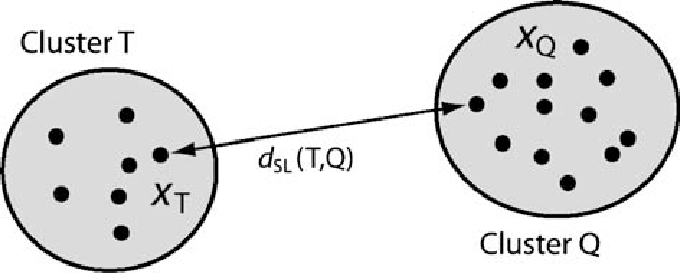 Cluster T
X_Q
d_SL (T,Q)
X_T
Cluster Q